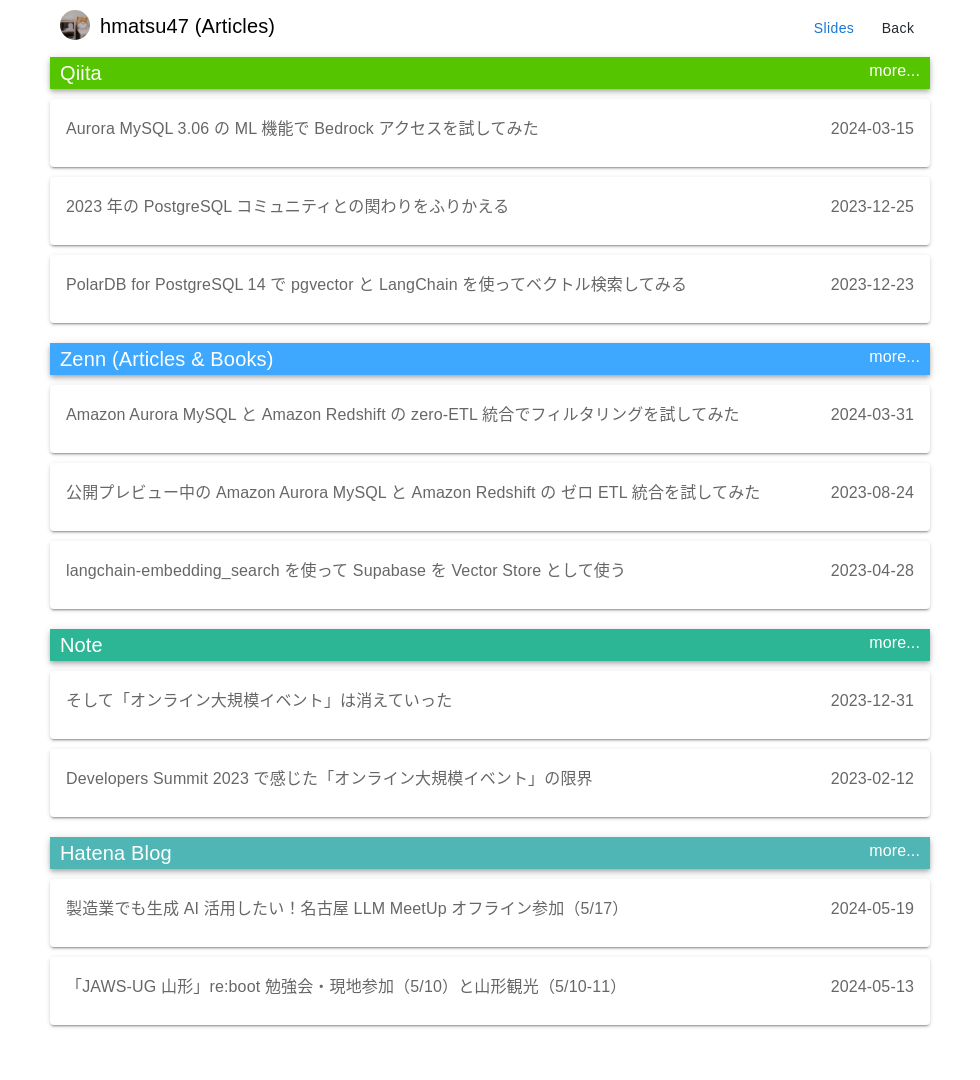 hmatsu47 (Articles)
Slides
Back
Qiita
more...
Aurora MySQL 3.06 の ML 機能で Bedrock アクセスを試してみた
2024-03-15
2023 年の PostgreSQL コミュニティとの関わりをふりかえる
2023-12-25
PolarDB for PostgreSQL 14 で pgvector と LangChain を使ってベクトル検索してみる
2023-12-23
Zenn (Articles & Books)
more...
Amazon Aurora MySQL と Amazon Redshift の zero-ETL 統合でフィルタリングを試してみた
2024-03-31
公開プレビュー中の Amazon Aurora MySQL と Amazon Redshift の ゼロ ETL 統合を試してみた
2023-08-24
langchain-embedding_search を使って Supabase を Vector Store として使う
2023-04-28
Note
more...
そして「オンライン大規模イベント」は消えていった
2023-12-31
Developers Summit 2023 で感じた「オンライン大規模イベント」の限界
2023-02-12
Hatena Blog
more...
製造業でも生成 AI 活用したい！名古屋 LLM MeetUp オフライン参加（5/17）
2024-05-19
「JAWS-UG 山形」re:boot 勉強会・現地参加（5/10）と山形観光（5/10-11）
2024-05-13